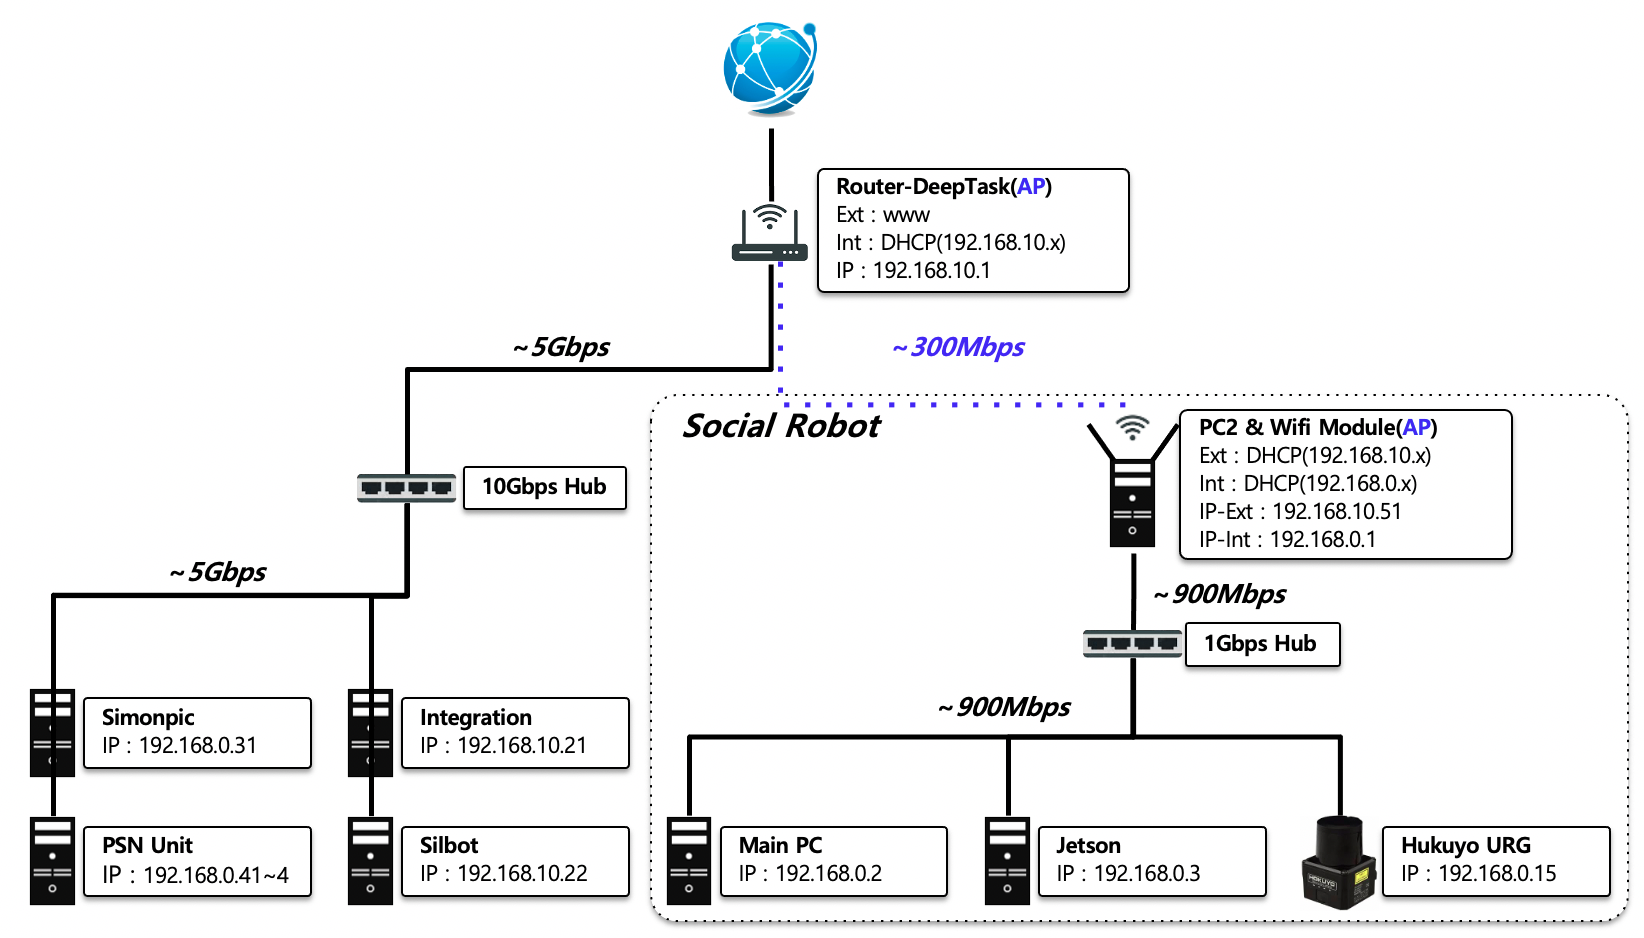 Router-DeepTask(AP)
Ext : www
Int : DHCP(192.168.10.x)
IP : 192.168.10.1
~5Gbps
~300Mbps
Social Robot
PC2 & Wifi Module(AP)
Ext : DHCP(192.168.10.x)
Int : DHCP(192.168.0.x)
IP-Ext : 192.168.10.51
IP-Int : 192.168.0.1
10Gbps Hub
~5Gbps
~900Mbps
1Gbps Hub
~900Mbps
Simonpic
IP : 192.168.0.31
Integration
IP : 192.168.10.21
PSN Unit
IP : 192.168.0.41~4
Silbot
IP : 192.168.10.22
Main PC
IP : 192.168.0.2
Jetson
IP : 192.168.0.3
HOKUYO
Hukuyo URG
IP : 192.168.0.15